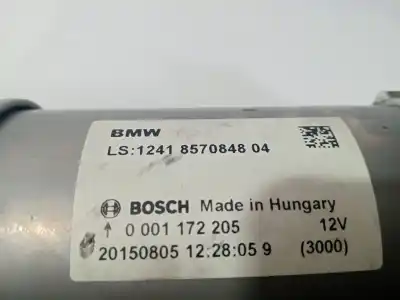 BMW
LS:1241 8570848 04
BOSCH Made in Hungary
↑ 0 001 172 205 12V
20150805 12:28:05 9 (3000)